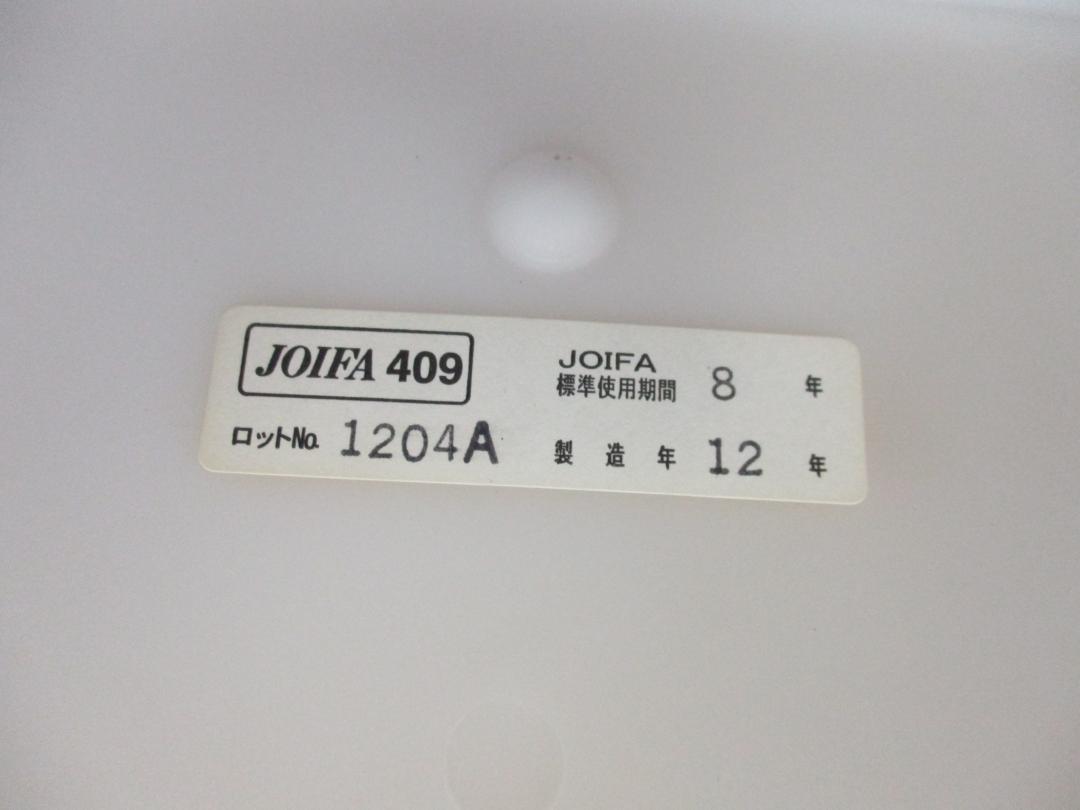 JOIFA 409
ロットNo. 1204A
JOIFA
標準使用期間 8 年
製造年 12 年